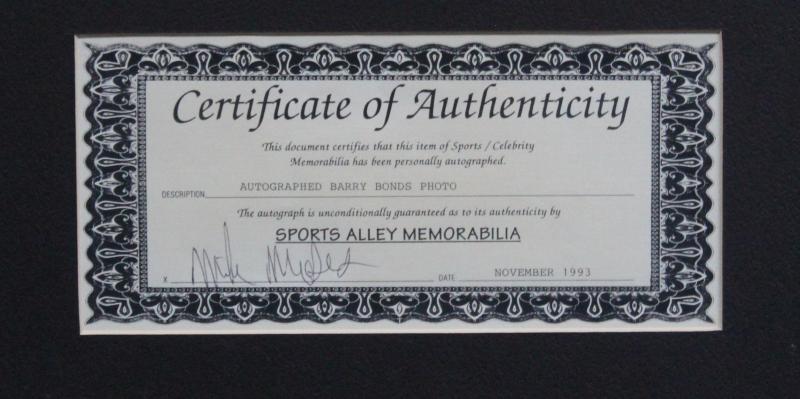 Certificate of Authenticity
This document certifies that this item of Sports / Celebrity
Memorabilia has been personally autographed.
DESCRIPTION AUTOGRAPHED BARRY BONDS PHOTO
The autograph is unconditionally guaranteed as to its authenticity by
SPORTS ALLEY MEMORABILIA
X Mike DATE NOVEMBER 1993